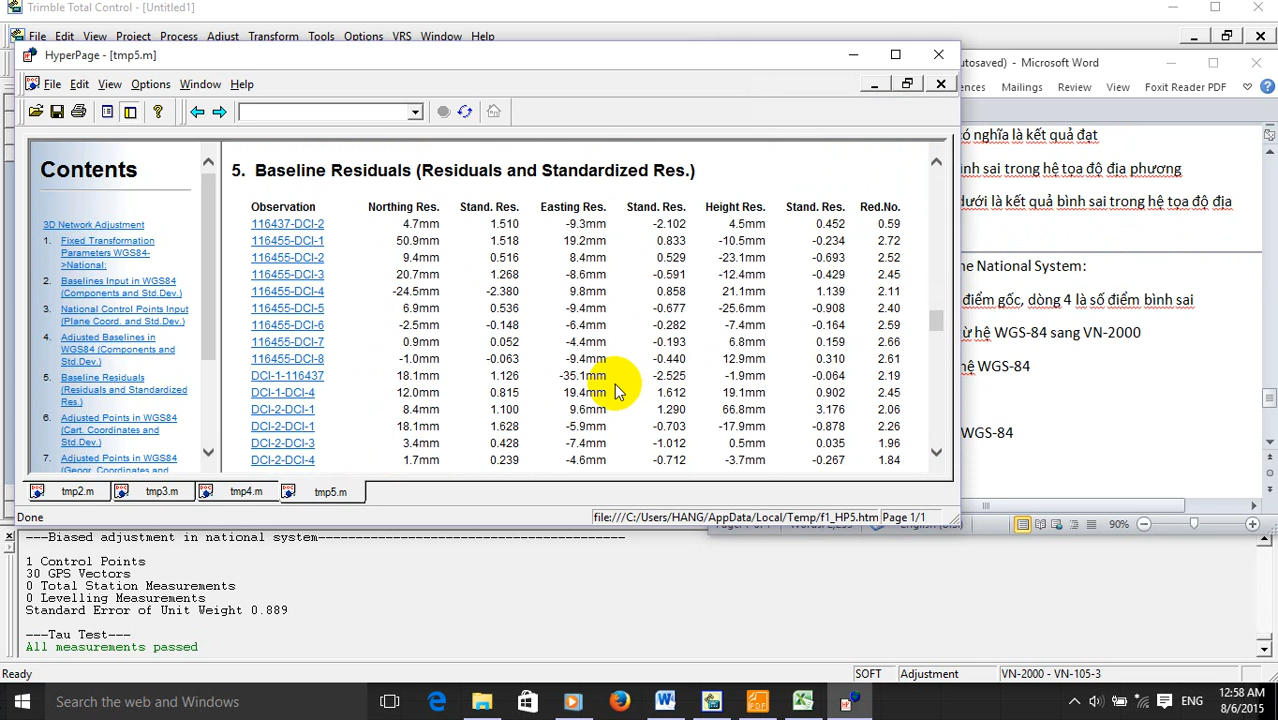 Trimble Total Control - [Untitled1]
File Edit View Project Process Adjust Transform Tools Options VRS Window Help
HyperPage - [tmp5.m]
File Edit View Options Window Help
Contents
3D Network Adjustment
1. Fixed Transformation
Parameters WGS84-
>National:
2. Baselines Input in WGS84
(Components and Std.Dev.)
3. National Control Points Input
(Plane Coord. and Std.Dev.)
4. Adjusted Baselines in
WGS84 (Components and
Std.Dev.)
5. Baseline Residuals
(Residuals and Standardized
Res.)
6. Adjusted Points in WGS84
(Cart. Coordinates and
Std.Dev.)
7. Adjusted Points in WGS84
(Geogr. Coordinates and
5. Baseline Residuals (Residuals and Standardized Res.)
Observation Northing Res. Stand. Res. Easting Res. Stand. Res. Height Res. Stand. Res. Red.No.
116437-DCI-2 4.7mm 1.510 -9.3mm -2.102 4.5mm 0.452 0.59
116455-DCI-1 50.9mm 1.518 19.2mm 0.833 -10.5mm -0.234 2.72
116455-DCI-2 9.4mm 0.516 8.4mm 0.529 -23.1mm -0.693 2.52
116455-DCI-3 20.7mm 1.268 -8.6mm -0.591 -12.4mm -0.429 2.45
116455-DCI-4 -24.5mm -2.380 9.8mm 0.858 21.1mm 1.139 2.11
116455-DCI-5 6.9mm 0.536 -9.4mm -0.677 -25.6mm -0.908 2.40
116455-DCI-6 -2.5mm -0.148 -6.4mm -0.282 -7.4mm -0.164 2.59
116455-DCI-7 0.9mm 0.052 -4.4mm -0.193 6.8mm 0.159 2.66
116455-DCI-8 -1.0mm -0.063 -9.4mm -0.440 12.9mm 0.310 2.61
DCI-1-116437 18.1mm 1.126 -35.1mm -2.525 -1.9mm -0.064 2.19
DCI-1-DCI-4 12.0mm 0.815 19.4mm 1.612 19.1mm 0.902 2.45
DCI-2-DCI-1 8.4mm 1.100 9.6mm 1.290 66.8mm 3.176 2.06
DCI-2-DCI-1 18.1mm 1.628 -5.9mm -0.703 -17.9mm -0.878 2.26
DCI-2-DCI-3 3.4mm 0.428 -7.4mm -1.012 0.5mm 0.035 1.96
DCI-2-DCI-4 1.7mm 0.239 -4.6mm -0.712 -3.7mm -0.267 1.84
tmp2.m tmp3.m tmp4.m tmp5.m
Done file:///C:/Users/HANG/AppData/Local/Temp/f1_HP5.htm Page 1/1
utosaved) - Microsoft Word
ences Mailings Review View Foxit Reader PDF
có nghĩa là kết quả đạt
ình sai trong hệ tọa độ địa phương
dưới là kết quả bình sai trong hệ tọa độ địa
he National System:
điểm gốc, dòng 4 là số điểm bình sai
từ hệ WGS-84 sang VN-2000
hệ WGS-84
WGS-84
90%
---Biased adjustment in ntional system---
1 Control Points
30 GPS Vectors
0 Total Station Measurements
0 Levelling Measurements
Standard Error of Unit Weight 0.889
---Tau Test---
All measurements passed
Ready SOFT Adjustment VN-2000 - VN-105-3
Search the web and Windows
ENG
12:58 AM
8/6/2015